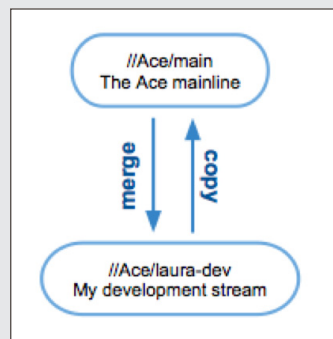 //Ace/main
The Ace mainline
merge
copy
//Ace/laura-dev
My development stream